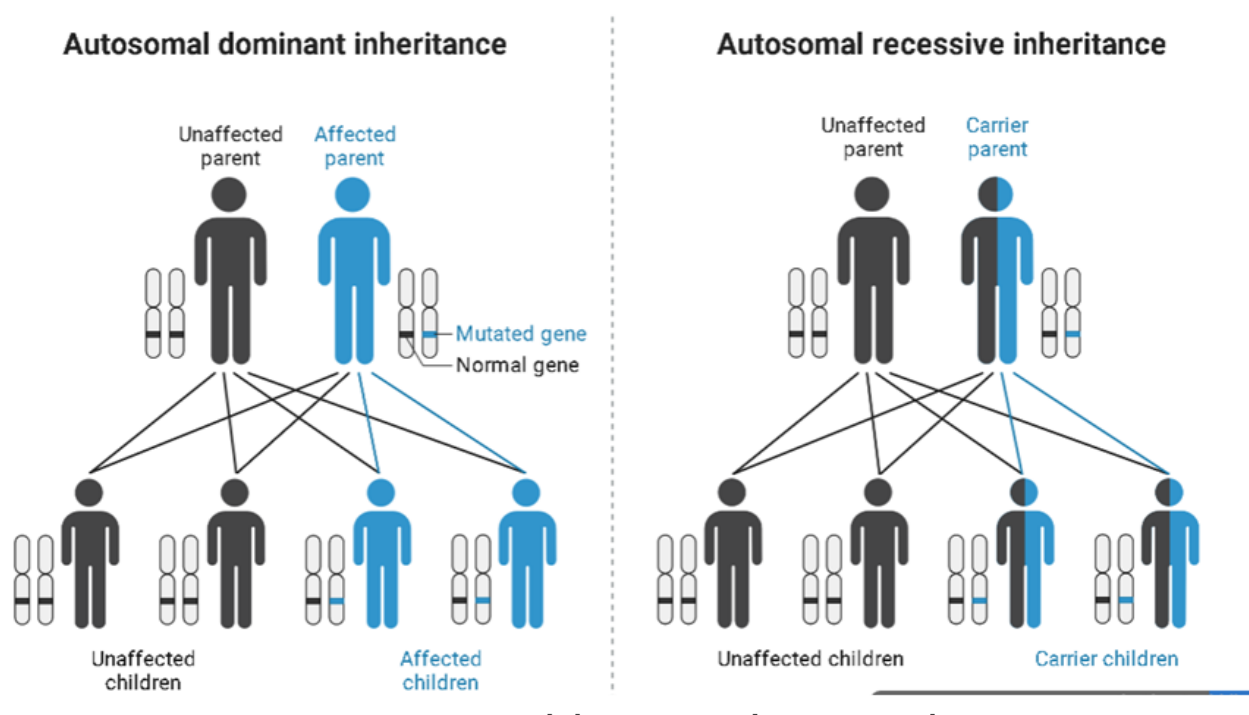 Autosomal dominant inheritance
Unaffected
parent
Affected
parent
Mutated gene
Normal gene
Unaffected
children
Affected
children
Autosomal recessive inheritance
Unaffected
parent
Carrier
parent
Unaffected children
Carrier children